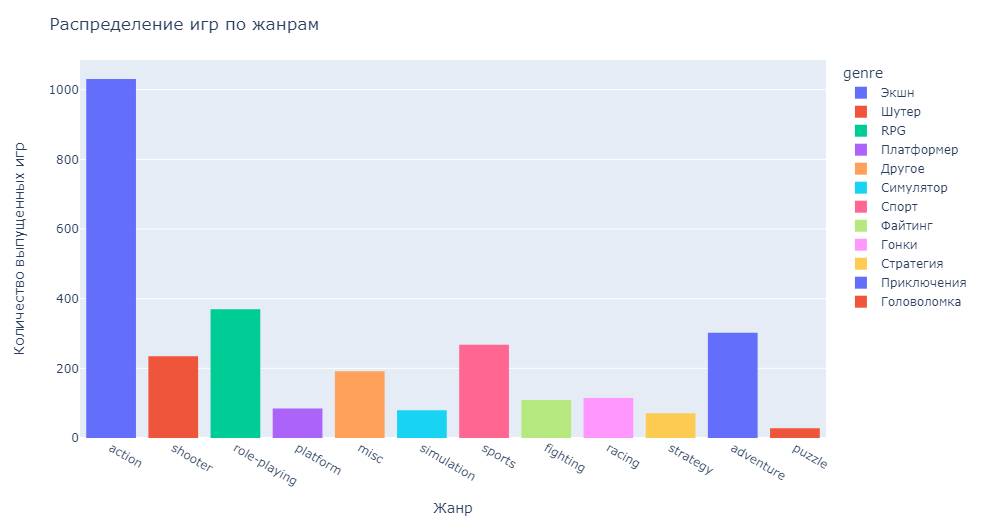 Распределение игр по жанрам
Количество выпущенных игр
1000
800
600
400
200
0
action
shooter
role-playing
platform
misc
simulation
sports
fighting
racing
strategy
adventure
puzzle
Жанр
genre
Экшн
Шутер
RPG
Платформер
Другое
Симулятор
Спорт
Файтинг
Гонки
Стратегия
Приключения
Головоломка